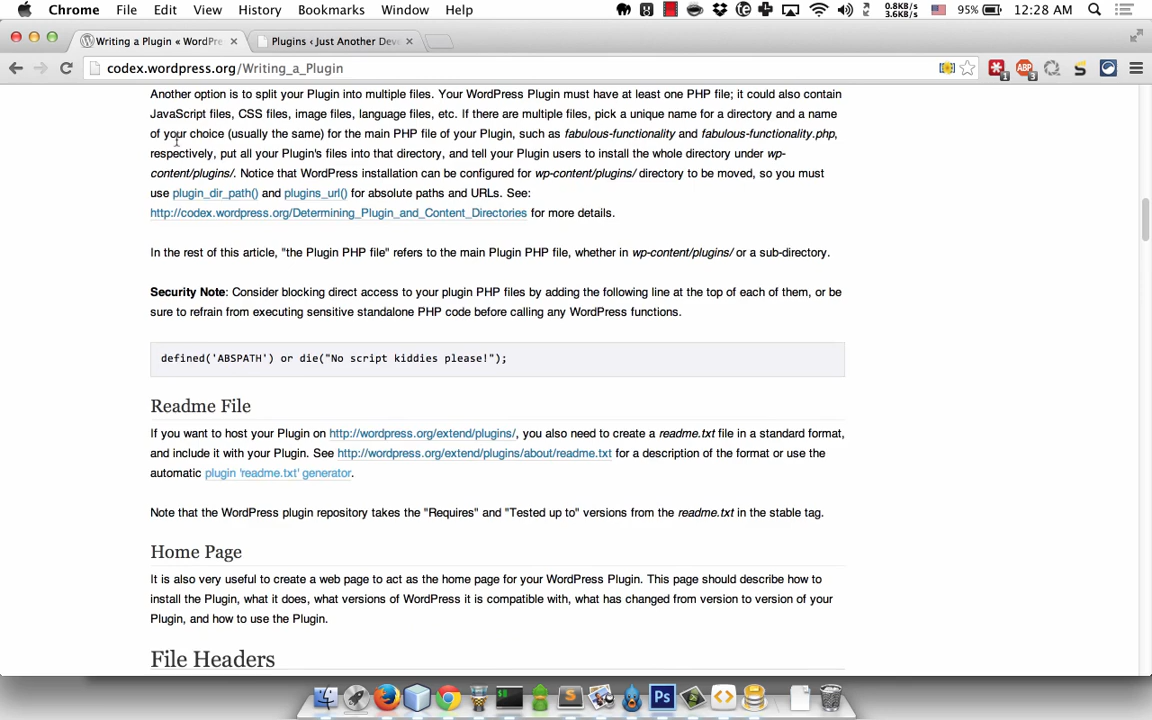 Chrome File Edit View History Bookmarks Window Help 0.8KB/s 3.6KB/s 95% 12:28 AM
Writing a Plugin « WordPre Plugins ‹ Just Another Dev
codex.wordpress.org/Writing_a_Plugin
1 ABP 3 S
Another option is to split your Plugin into multiple files. Your WordPress Plugin must have at least one PHP file; it could also contain
JavaScript files, CSS files, image files, language files, etc. If there are multiple files, pick a unique name for a directory and a name
of your choice (usually the same) for the main PHP file of your Plugin, such as fabulous-functionality and fabulous-functionality.php,
respectively, put all your Plugin's files into that directory, and tell your Plugin users to install the whole directory under wp-
content/plugins/. Notice that WordPress installation can be configured for wp-content/plugins/ directory to be moved, so you must
use plugin_dir_path() and plugins_url() for absolute paths and URLs. See:
http://codex.wordpress.org/Determining_Plugin_and_Content_Directories for more details.
In the rest of this article, "the Plugin PHP file" refers to the main Plugin PHP file, whether in wp-content/plugins/ or a sub-directory.
Security Note: Consider blocking direct access to your plugin PHP files by adding the following line at the top of each of them, or be
sure to refrain from executing sensitive standalone PHP code before calling any WordPress functions.
defined('ABSPATH') or die("No script kiddies please!");
Readme File
If you want to host your Plugin on http://wordpress.org/extend/plugins/, you also need to create a readme.txt file in a standard format,
and include it with your Plugin. See http://wordpress.org/extend/plugins/about/readme.txt for a description of the format or use the
automatic plugin 'readme.txt' generator.
Note that the WordPress plugin repository takes the "Requires" and "Tested up to" versions from the readme.txt in the stable tag.
Home Page
It is also very useful to create a web page to act as the home page for your WordPress Plugin. This page should describe how to
install the Plugin, what it does, what versions of WordPress it is compatible with, what has changed from version to version of your
Plugin, and how to use the Plugin.
File Headers
S Ps